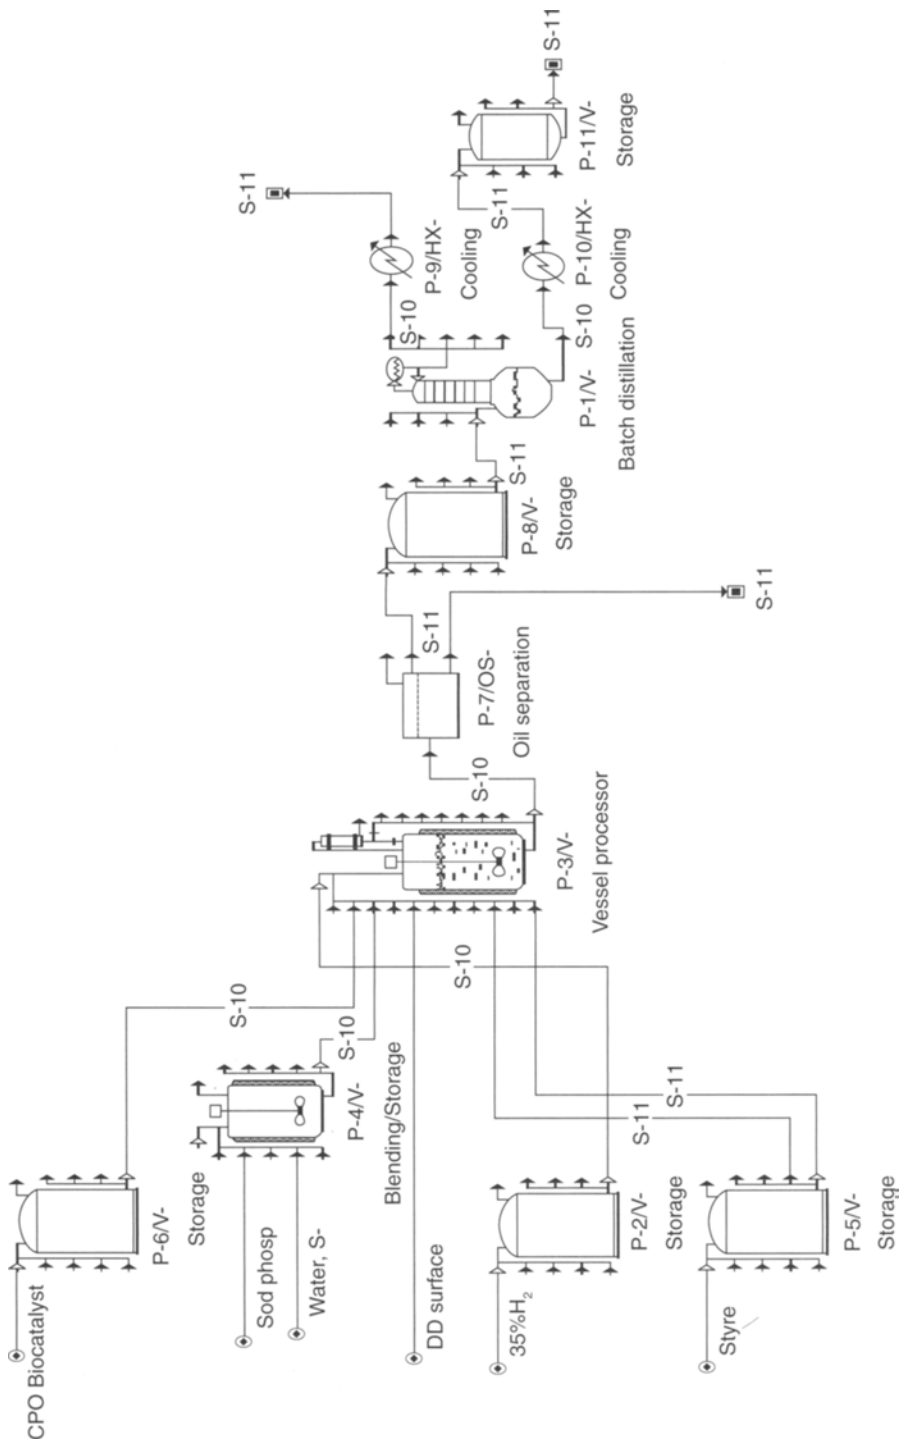 CPO Biocatalyst
P-6/V-
Storage
S-10
Sod phosp
Water, S-
P-4/V-
Blending/Storage
S-10
DD surface
35%H2
P-2/V-
Storage
S-10
Styre
P-5/V-
Storage
S-11
S-11
P-3/V-
Vessel processor
S-10
P-7/OS-
Oil separation
S-11
S-11
P-8/V-
Storage
S-11
P-1/V-
Batch distillation
S-10
P-9/HX-
Cooling
S-11
S-10
P-10/HX-
Cooling
S-11
P-11/V-
Storage
S-11